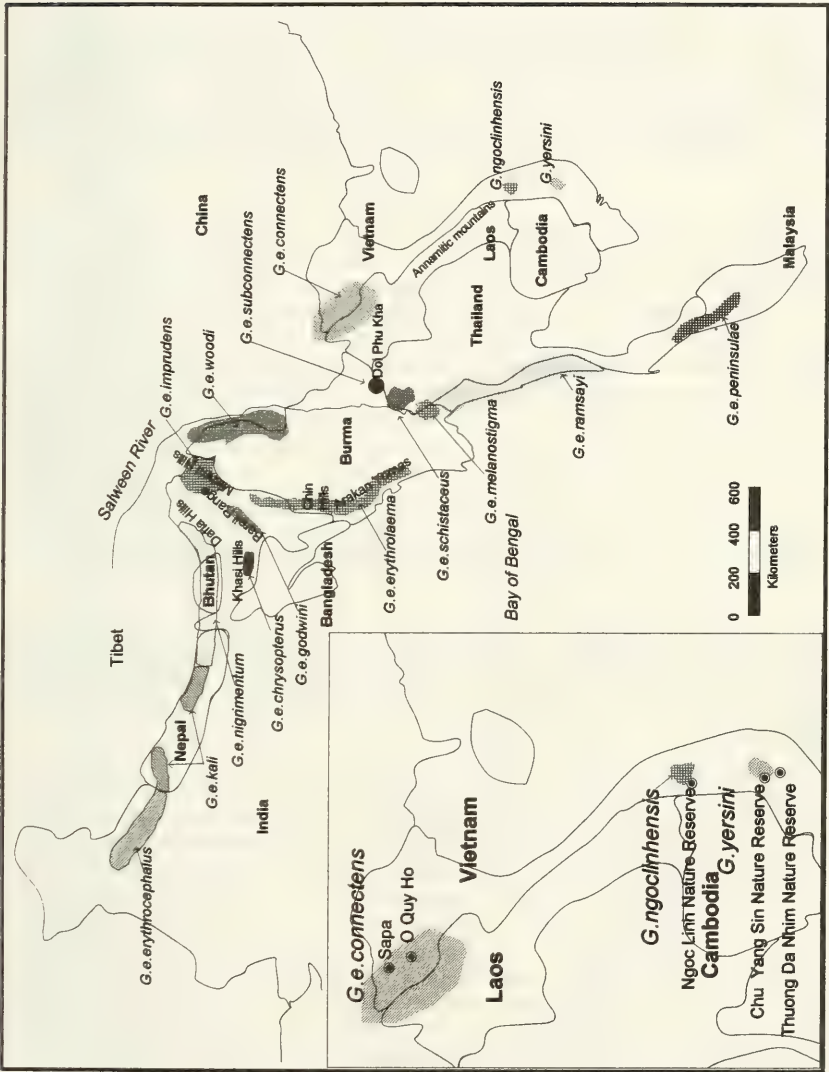 Tibet
Salween River
China
G.e.imprudens
G.e.woodi
G.e.subconnectens
G.e.connectens
G.e.erythrocephalus
Nepal
G.e.kali
India
Bhutan
Dafla Hills
Hills
Khasi Hills
Barail Range
G.e.nigrimentum
G.e.chrysopterus
G.e.godwini
Bangladesh
Chin
Hills
Arakan Yomas
Burma
G.e.erythrolaema
G.e.schistaceus
G.e.melanostigma
Bay of Bengal
Doi Phu Kha
Vietnam
Annamitic mountains
Laos
Thailand
Cambodia
G.ngoclinhensis
G.yersini
G.e.ramsayi
G.e.peninsulae
Malaysia
0 200 400 600
Kilometers
G.e.connectens
Sapa
O Quy Ho
Vietnam
Laos
G.ngoclinhensis
Ngoc Linh Nature Reserve
Cambodia
G.yersini
Chu Yang Sin Nature Reserve
Thuong Da Nhim Nature Reserve